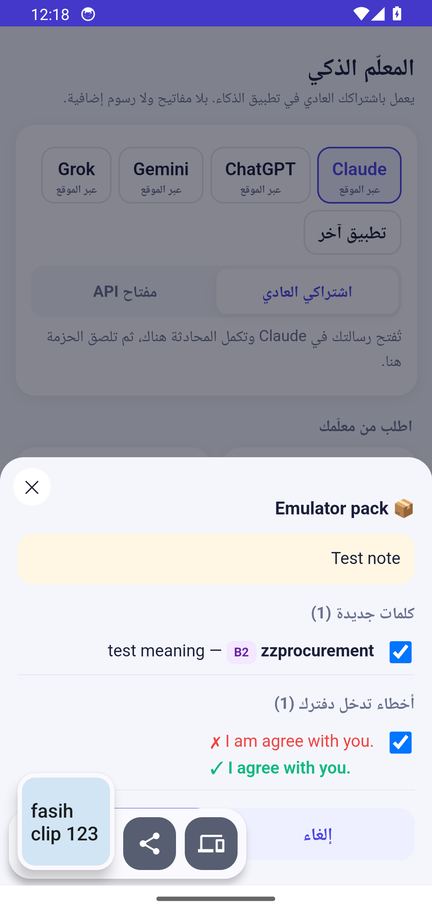 12:18
المعلّم الذكي
يعمل باشتراكك العادي في تطبيق الذكاء. بلا مفاتيح ولا رسوم إضافية.
Claude
عبر الموقع
ChatGPT
عبر الموقع
Gemini
عبر الموقع
Grok
عبر الموقع
تطبيق آخر
اشتراكي العادي
مفتاح API
تُفتح رسالتك في Claude وتكمل المحادثة هناك، ثم تلصق الحزمة
هنا.
اطلب من معلّمك
📦 Emulator pack
Test note
كلمات جديدة (1)
zzprocurement B2 — test meaning
أخطاء تدخل دفترك (1)
✗ I am agree with you.
✓ I agree with you.
إلغاء
fasih
clip 123